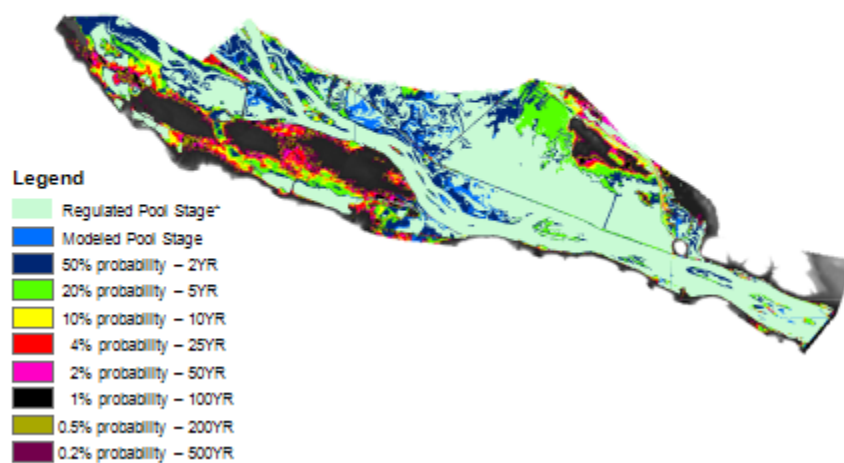 Legend
Regulated Pool Stage*
Modeled Pool Stage
50% probability – 2YR
20% probability – 5YR
10% probability – 10YR
4% probability – 25YR
2% probability – 50YR
1% probability – 100YR
0.5% probability – 200YR
0.2% probability – 500YR